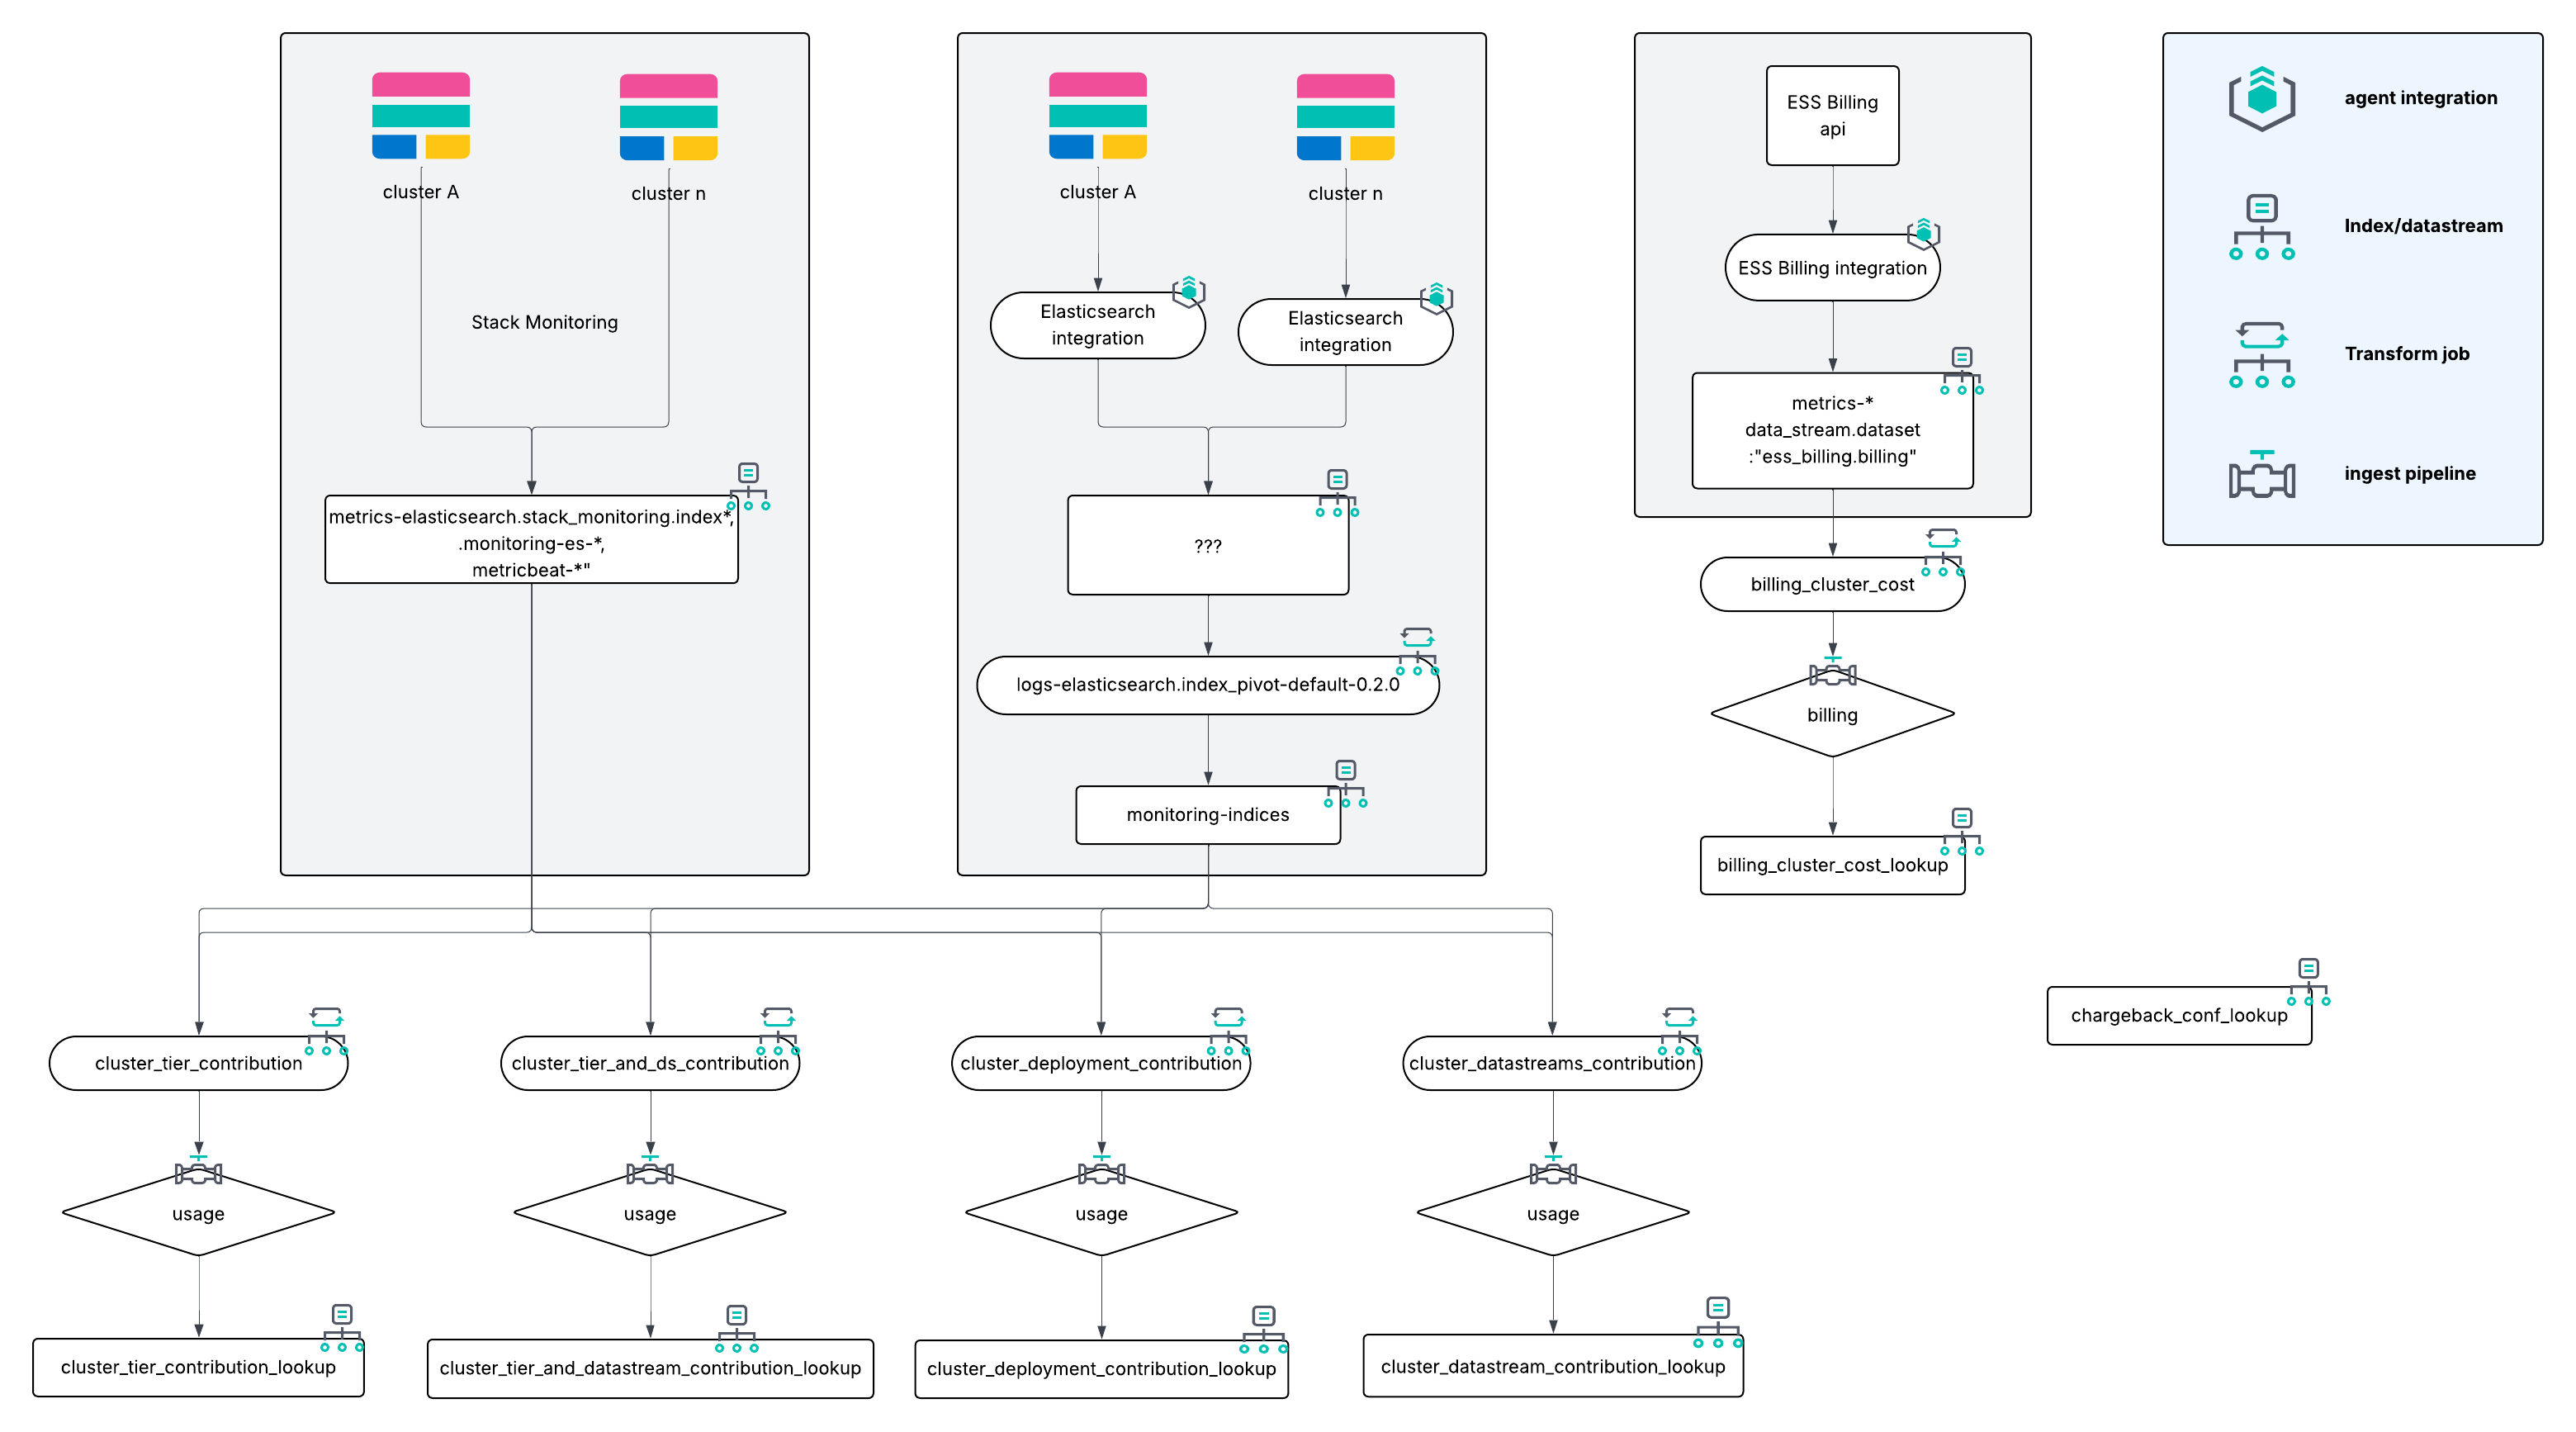 cluster A
cluster n
Stack Monitoring
metrics-elasticsearch.stack_monitoring.index*,
.monitoring-es-*,
metricbeat-*"
cluster A
cluster n
Elasticsearch
integration
Elasticsearch
integration
???
logs-elasticsearch.index_pivot-default-0.2.0
monitoring-indices
ESS Billing
api
ESS Billing integration
metrics-*
data_stream.dataset
:"ess_billing.billing"
billing_cluster_cost
billing
billing_cluster_cost_lookup
agent integration
Index/datastream
Transform job
ingest pipeline
chargeback_conf_lookup
cluster_tier_contribution
cluster_tier_and_ds_contribution
cluster_deployment_contribution
cluster_datastreams_contribution
usage
usage
usage
usage
cluster_tier_contribution_lookup
cluster_tier_and_datastream_contribution_lookup
cluster_deployment_contribution_lookup
cluster_datastream_contribution_lookup